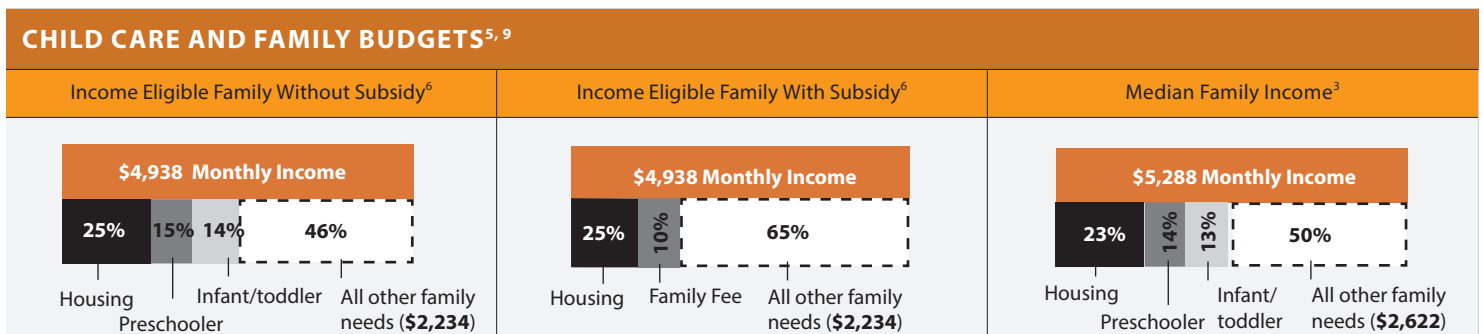 CHILD CARE AND FAMILY BUDGETS5, 9
Income Eligible Family Without Subsidy6
Income Eligible Family With Subsidy6
Median Family Income3
$4,938 Monthly Income
25% 15% 14% 46%
Housing
Preschooler
Infant/toddler
All other family
needs ($2,234)
$4,938 Monthly Income
25% 10% 65%
Housing
Family Fee
All other family
needs ($2,234)
$5,288 Monthly Income
23% 14% 13% 50%
Housing
Preschooler
Infant/
toddler
All other family
needs ($2,622)